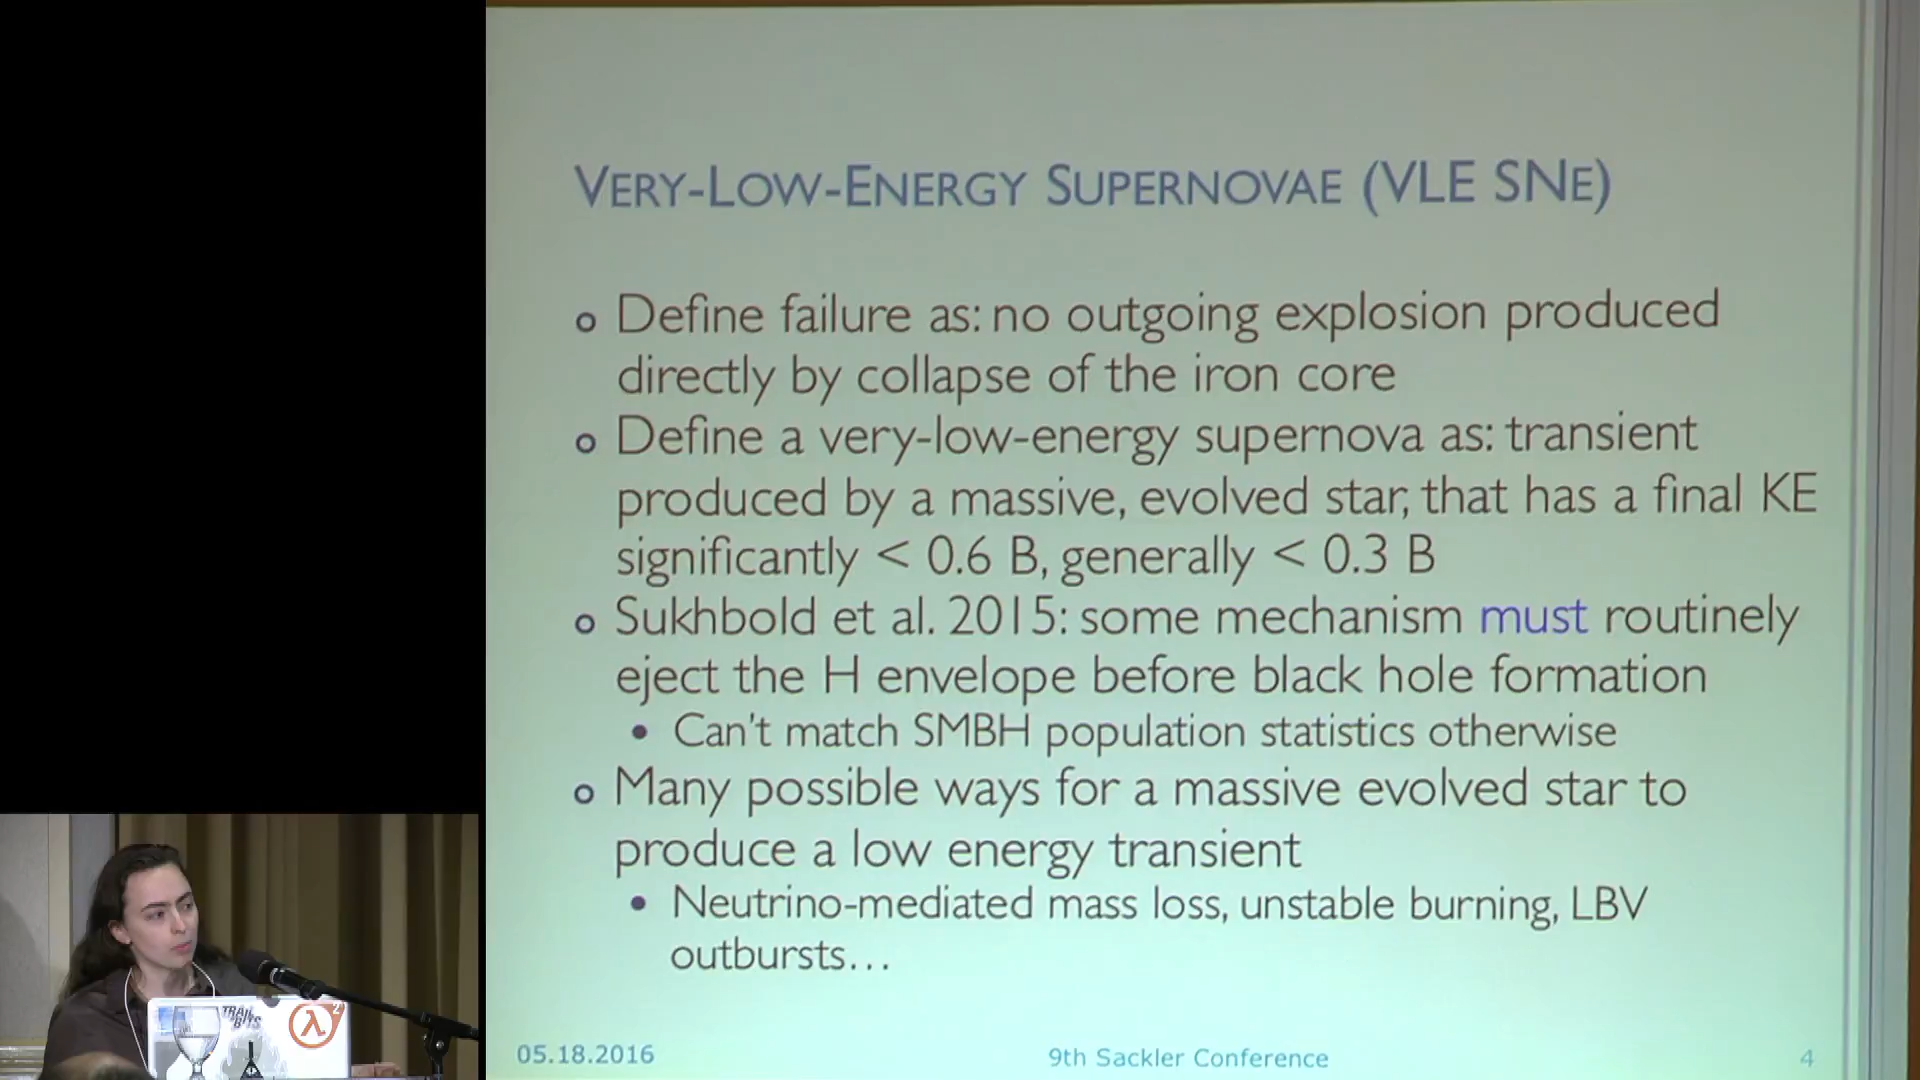 VERY-LOW-ENERGY SUPERNOVAE (VLE SNE)
Define failure as: no outgoing explosion produced
directly by collapse of the iron core
Define a very-low-energy supernova as: transient
produced by a massive, evolved star, that has a final KE
significantly < 0.6 B, generally < 0.3 B
Sukhbold et al. 2015: some mechanism must routinely
eject the H envelope before black hole formation
Can't match SMBH population statistics otherwise
Many possible ways for a massive evolved star to
produce a low energy transient
Neutrino-mediated mass loss, unstable burning, LBV
outbursts…
05.18.2016
9th Sackler Conference
4
λ2